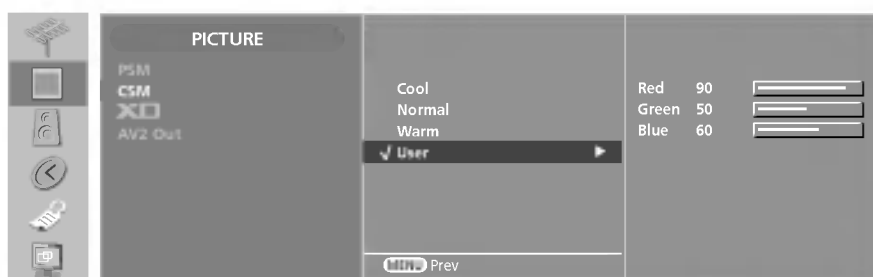 PICTURE
PSM
CSM
XD
AV2 Out
Cool
Normal
Warm
√ User
Red 90
Green 50
Blue 60
MENU Prev